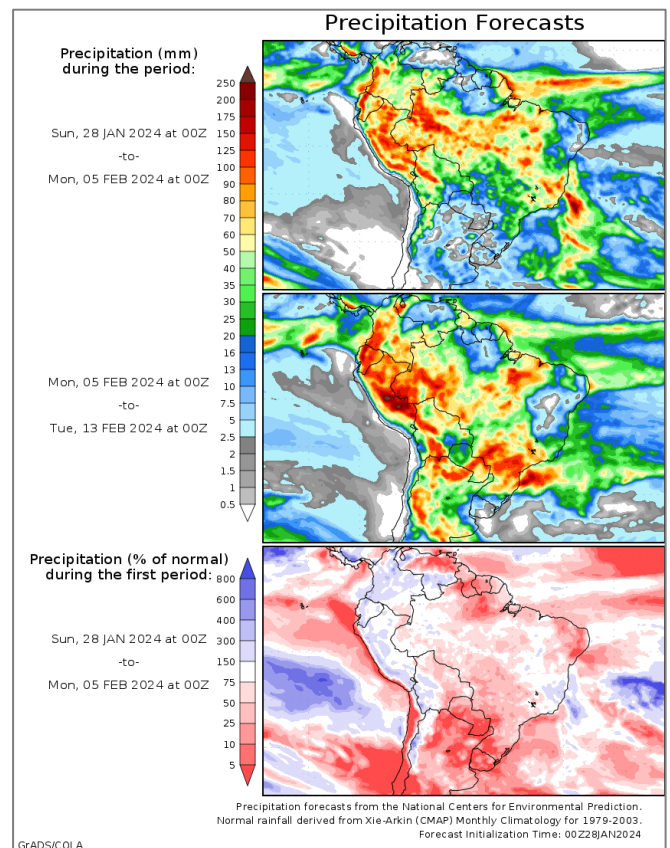 Precipitation Forecasts
Precipitation (mm)
during the period:
Sun, 28 JAN 2024 at 00Z
-to-
Mon, 05 FEB 2024 at 00Z
250
200
175
150
125
100
90
80
70
60
50
40
35
30
25
20
16
13
10
7.5
5
2.5
2
1.5
1
0.5
Mon, 05 FEB 2024 at 00Z
-to-
Tue, 13 FEB 2024 at 00Z
Precipitation (% of normal)
during the first period:
Sun, 28 JAN 2024 at 00Z
-to-
Mon, 05 FEB 2024 at 00Z
800
600
400
300
150
75
50
25
10
5
Precipitation forecasts from the National Centers for Environmental Prediction.
Normal rainfall derived from Xie-Arkin (CMAP) Monthly Climatology for 1979-2003.
Forecast Initialization Time: 00Z28JAN2024
GrADS/COLA